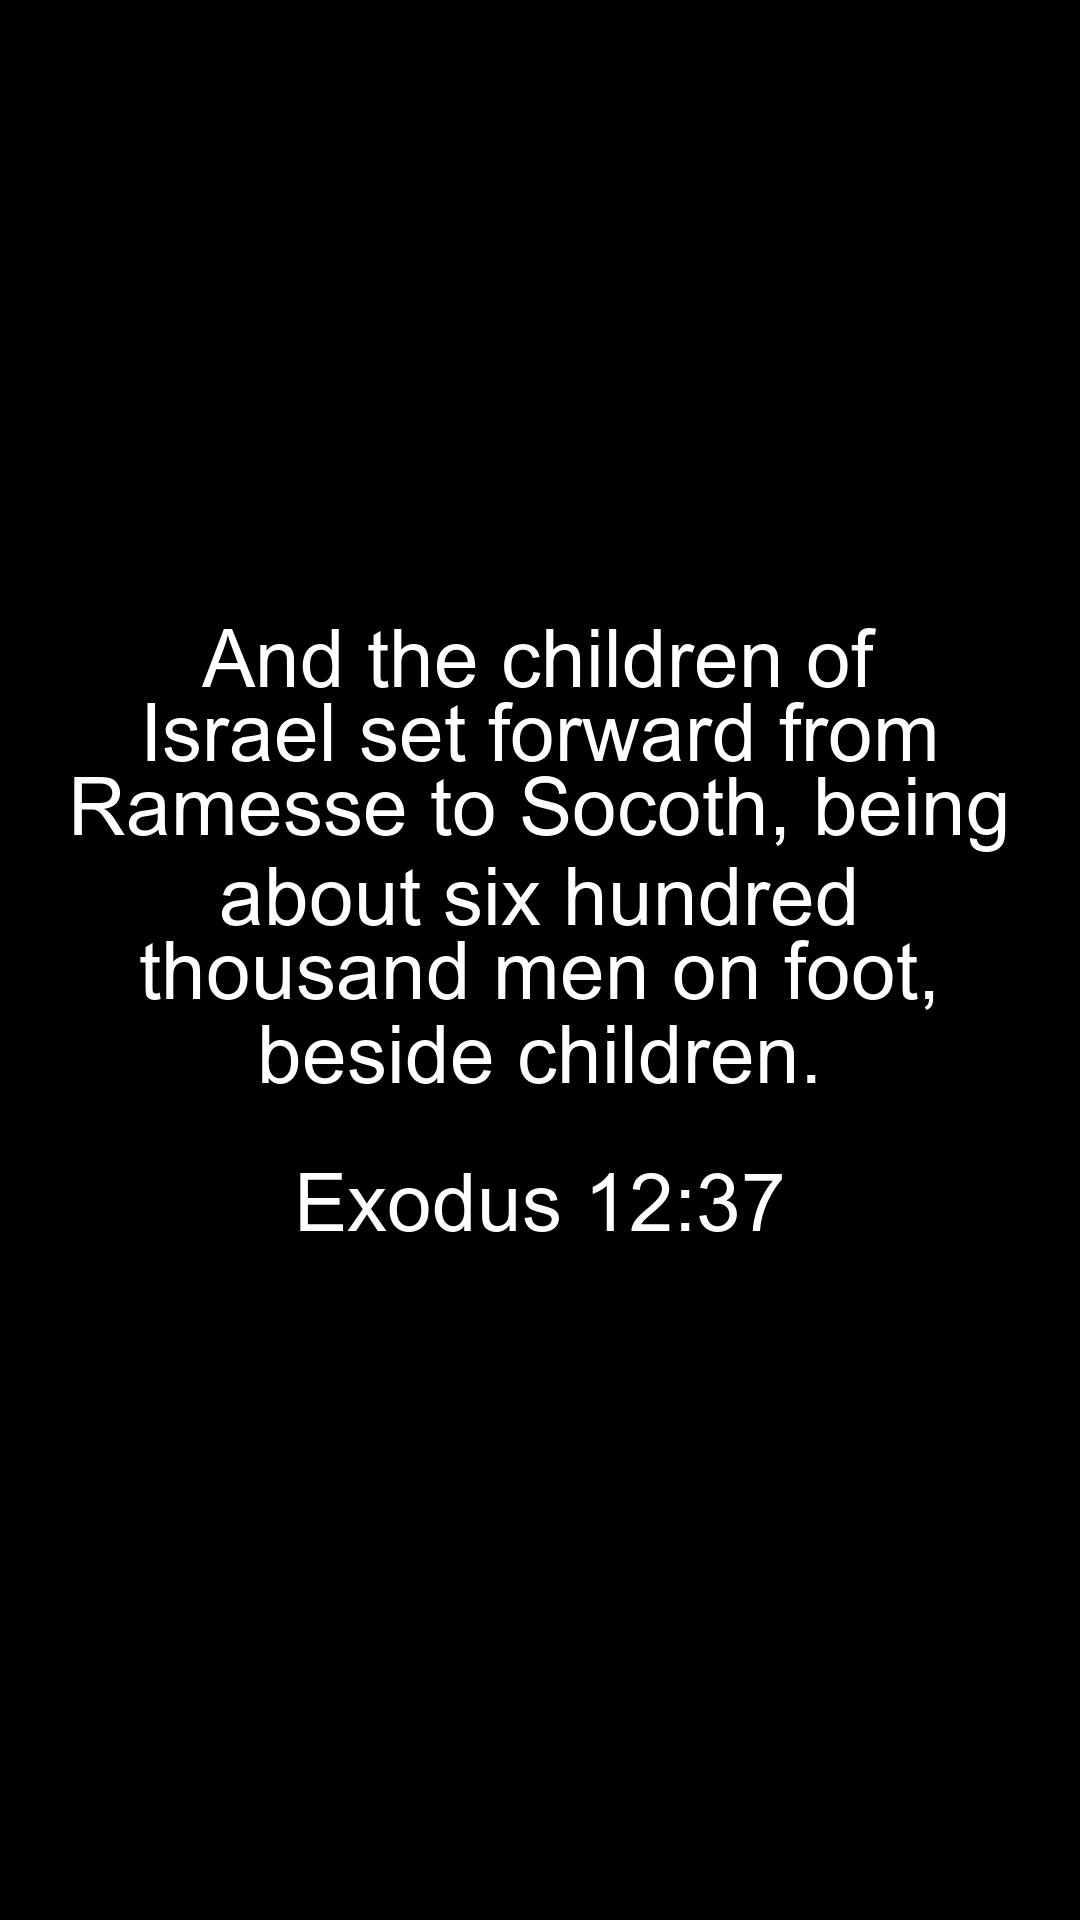 And the children of
Israel set forward from
Ramesse to Socoth, being
about six hundred
thousand men on foot,
beside children.
Exodus 12:37